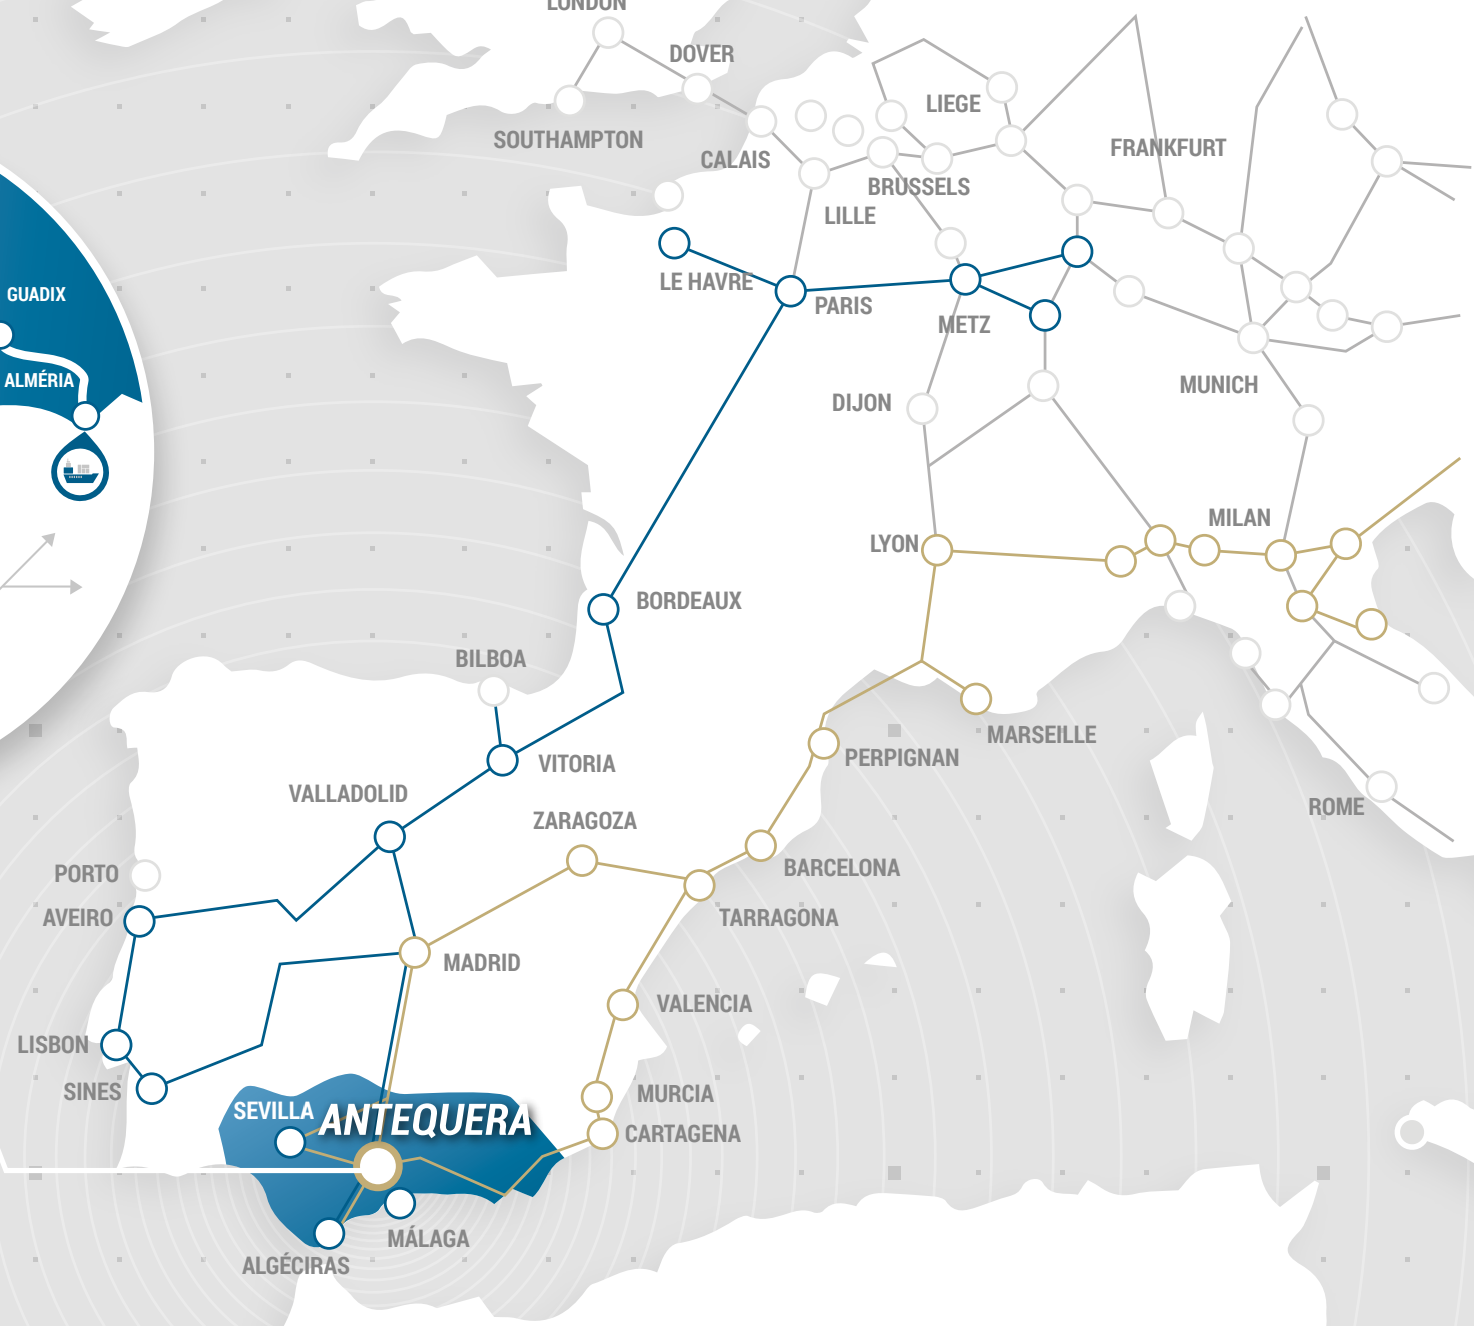 LONDON
DOVER
LIEGE
SOUTHAMPTON
CALAIS
FRANKFURT
BRUSSELS
LILLE
GUADIX
LE HAVRE
PARIS
METZ
ALMÉRIA
MUNICH
DIJON
MILAN
LYON
BORDEAUX
BILBOA
MARSEILLE
PERPIGNAN
VITORIA
VALLADOLID
ROME
ZARAGOZA
BARCELONA
PORTO
AVEIRO
TARRAGONA
MADRID
VALENCIA
LISBON
SINES
MURCIA
SEVILLA
ANTEQUERA
CARTAGENA
MÁLAGA
ALGÉCIRAS